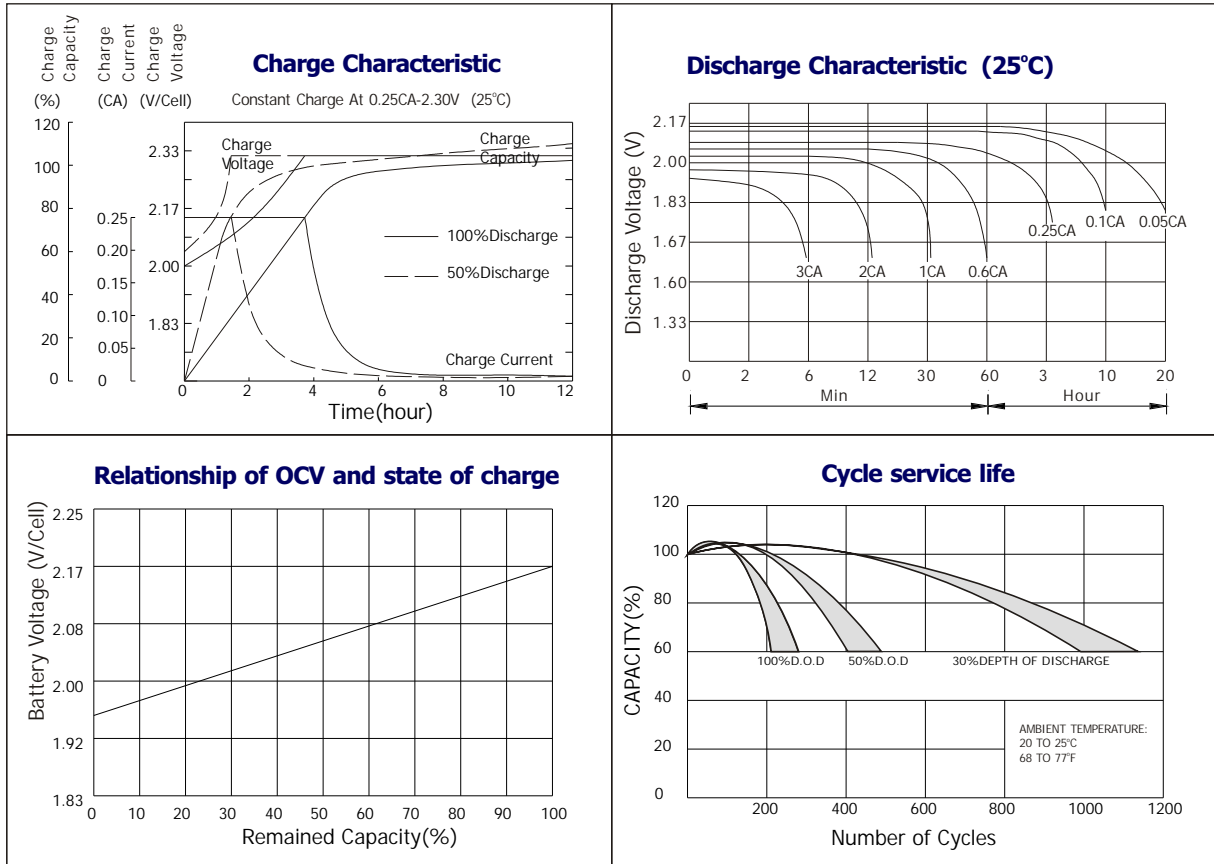 Charge Capacity
Charge Current
Charge Voltage
Charge Characteristic
(%) (CA) (V/Cell)
Constant Charge At 0.25CA-2.30V (25°C)
120
100
80
60
40
20
0
0.25
0.20
0.15
0.10
0.05
0
2.33
2.17
2.00
1.83
Charge Voltage
Charge Capacity
100%Discharge
50%Discharge
Charge Current
0 2 4 6 8 10 12
Time(hour)
Discharge Characteristic (25°C)
Discharge Voltage (V)
2.17
2.00
1.83
1.67
1.60
1.33
3CA 2CA 1CA 0.6CA 0.25CA 0.1CA 0.05CA
0 2 6 12 30 60 3 10 20
Min Hour
Relationship of OCV and state of charge
Battery Voltage (V/Cell)
2.25
2.17
2.08
2.00
1.92
1.83
0 10 20 30 40 50 60 70 80 90 100
Remained Capacity(%)
Cycle service life
CAPACITY(%)
120
100
80
60
40
20
0
100%D.O.D 50%D.O.D 30%DEPTH OF DISCHARGE
AMBIENT TEMPERATURE:
20 TO 25°C
68 TO 77°F
200 400 600 800 1000 1200
Number of Cycles